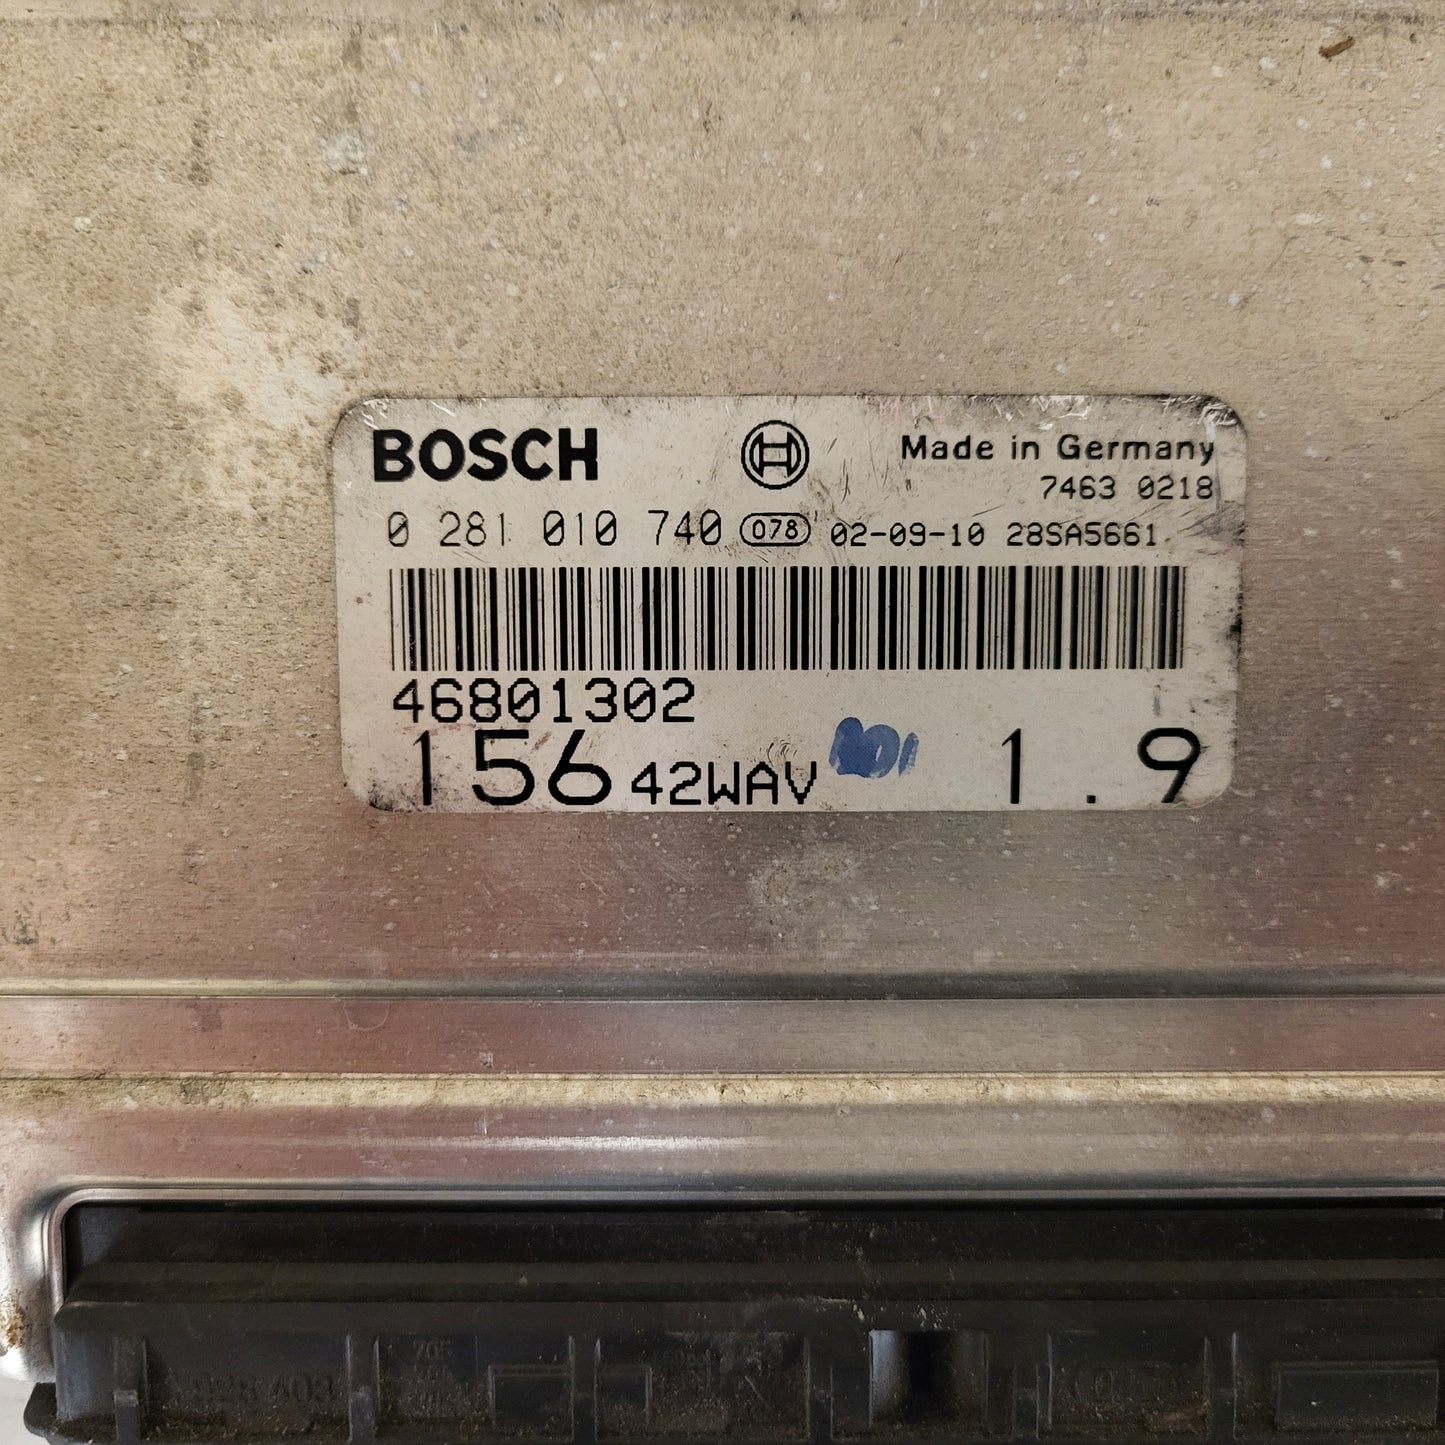 BOSCH
Made in Germany
7463 0218
0 281 010 740 078 02-09-10 28SA5661
46801302
156 42WAV 1.9